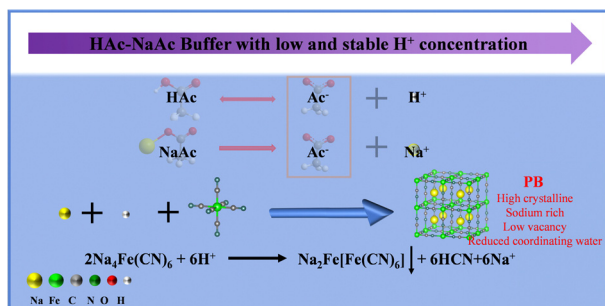 HAc-NaAc Buffer with low and stable H⁺ concentration
HAc Ac⁻ + H⁺
NaAc Ac⁻ + Na⁺
+ +
PB
High crystalline
Sodium rich
Low vacancy
Reduced coordinating water
2Na₄Fe(CN)₆ + 6H⁺ → Na₂Fe[Fe(CN)₆]↓ + 6HCN+6Na⁺
Na Fe C N O H